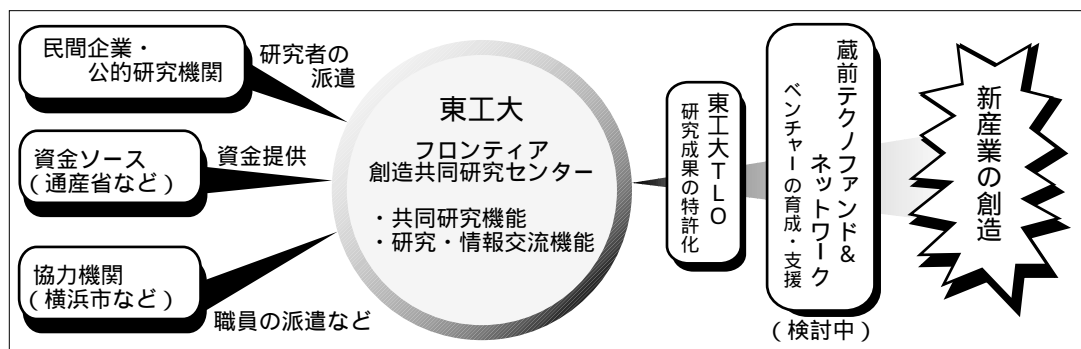 民間企業・
公的研究機関
研究者の
派遣
資金ソース
(通産省など)
資金提供
協力機関
(横浜市など)
職員の派遣など
東工大
フロンティア
創造共同研究センター
・共同研究機能
・研究・情報交流機能
東工大TLO
研究成果の特許化
蔵前テクノファンド&
ネットワーク
ベンチャーの育成・支援
(検討中)
新産業の創造